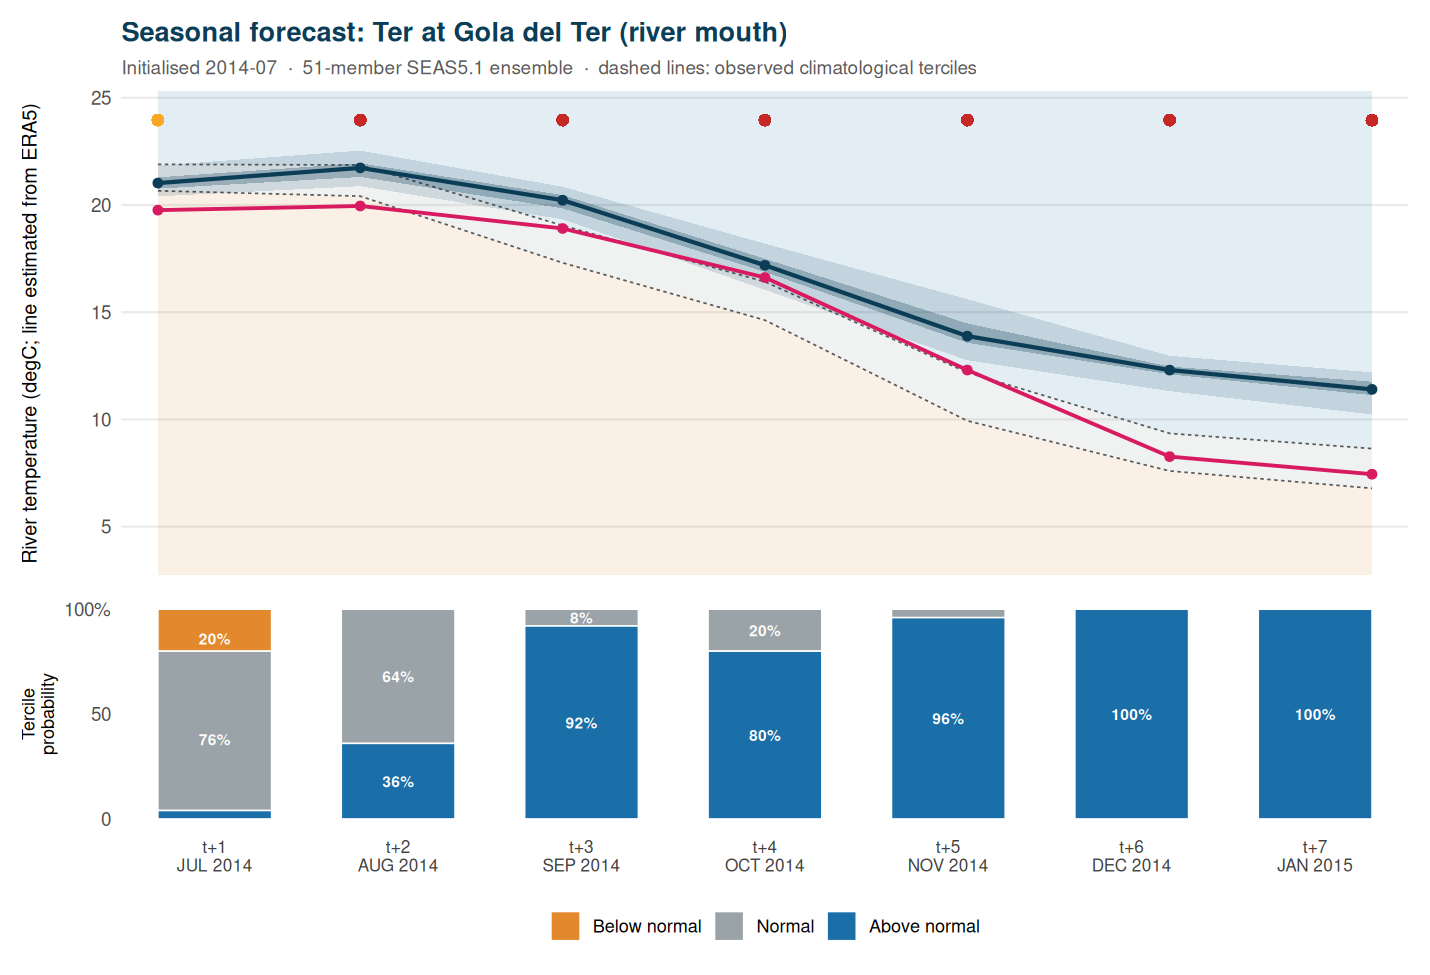 Seasonal forecast: Ter at Gola del Ter (river mouth)
Initialised 2014-07 · 51-member SEAS5.1 ensemble · dashed lines: observed climatological terciles
River temperature (degC; line estimated from ERA5)
25
20
15
10
5
Tercile
probability
100%
50
0
20%
76%
64%
36%
8%
92%
20%
80%
96%
100%
100%
t+1
JUL 2014
t+2
AUG 2014
t+3
SEP 2014
t+4
OCT 2014
t+5
NOV 2014
t+6
DEC 2014
t+7
JAN 2015
Below normal
Normal
Above normal